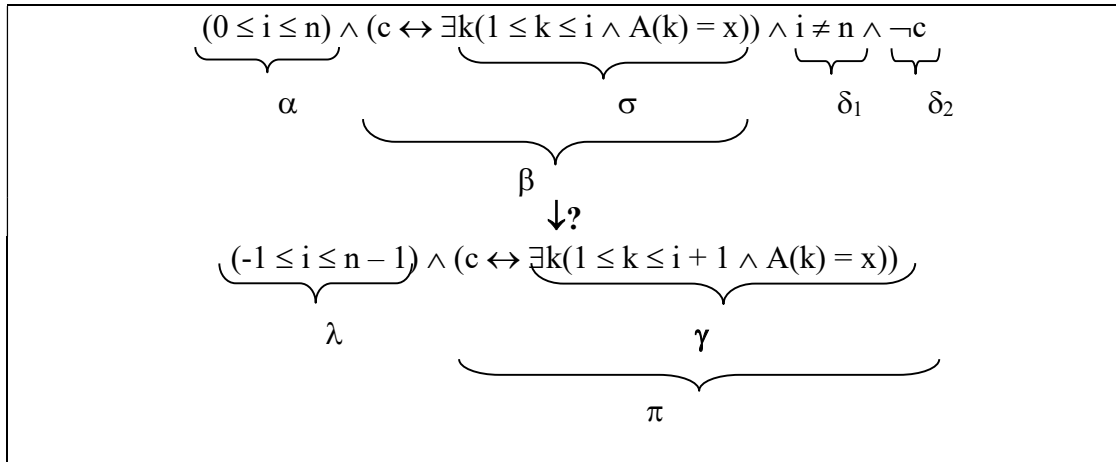 (0 ≤ i ≤ n) ∧ (c ↔ ∃k(1 ≤ k ≤ i ∧ A(k) = x)) ∧ i ≠ n ∧ ¬c
α σ δ₁ δ₂
β
↓?
(-1 ≤ i ≤ n – 1) ∧ (c ↔ ∃k(1 ≤ k ≤ i + 1 ∧ A(k) = x))
λ γ
π